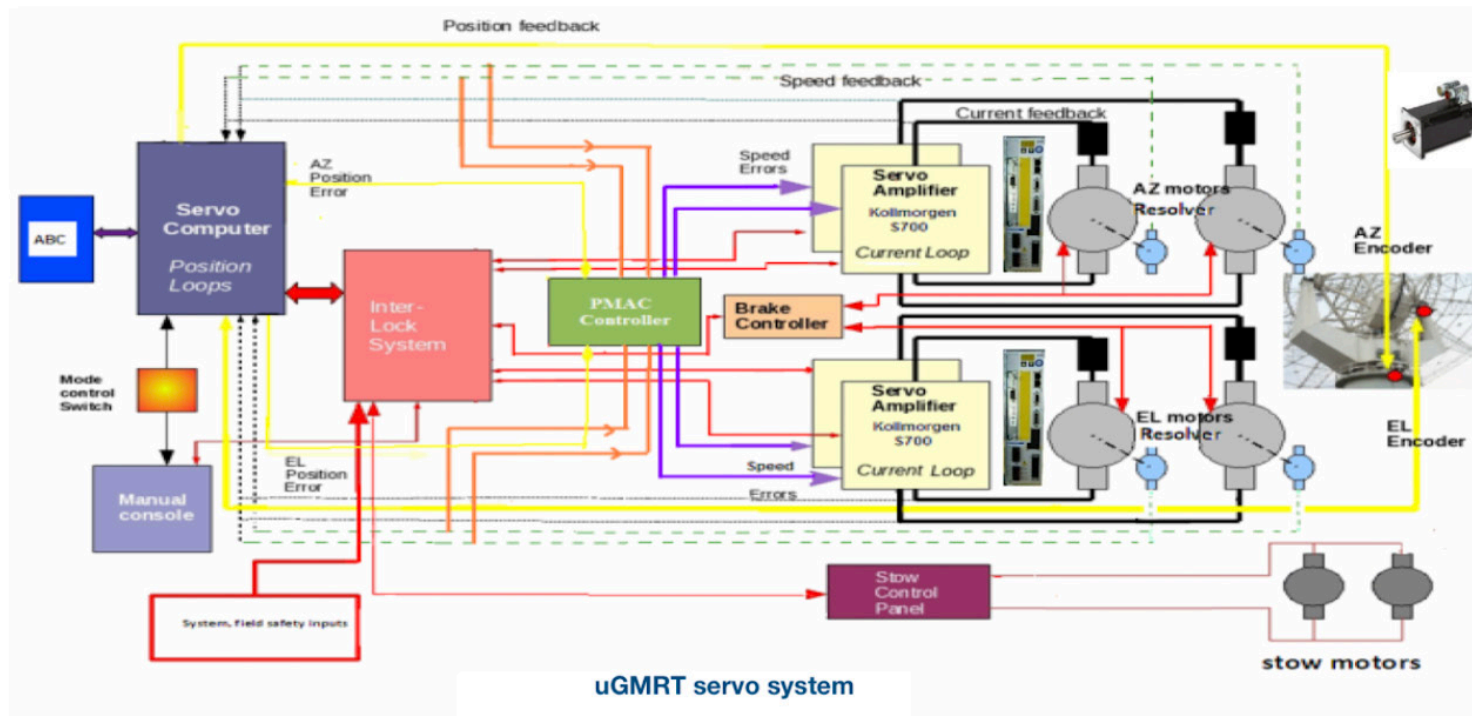 Position feedback
Speed feedback
Current feedback
AZ
Position
Error
Speed
Errors
Servo
Amplifier
Kollmorgen
S700
Current Loop
AZ motors
Resolver
AZ
Encoder
ABC
Servo
Computer
Position
Loops
Inter-
Lock
System
PMAC
Controller
Brake
Controller
Mode
control
Switch
Servo
Amplifier
Kollmorgen
S700
Current Loop
EL motors
Resolver
EL
Encoder
EL
Position
Error
Speed
Errors
Manual
console
Stow
Control
Panel
System, field safety inputs
stow motors
uGMRT servo system